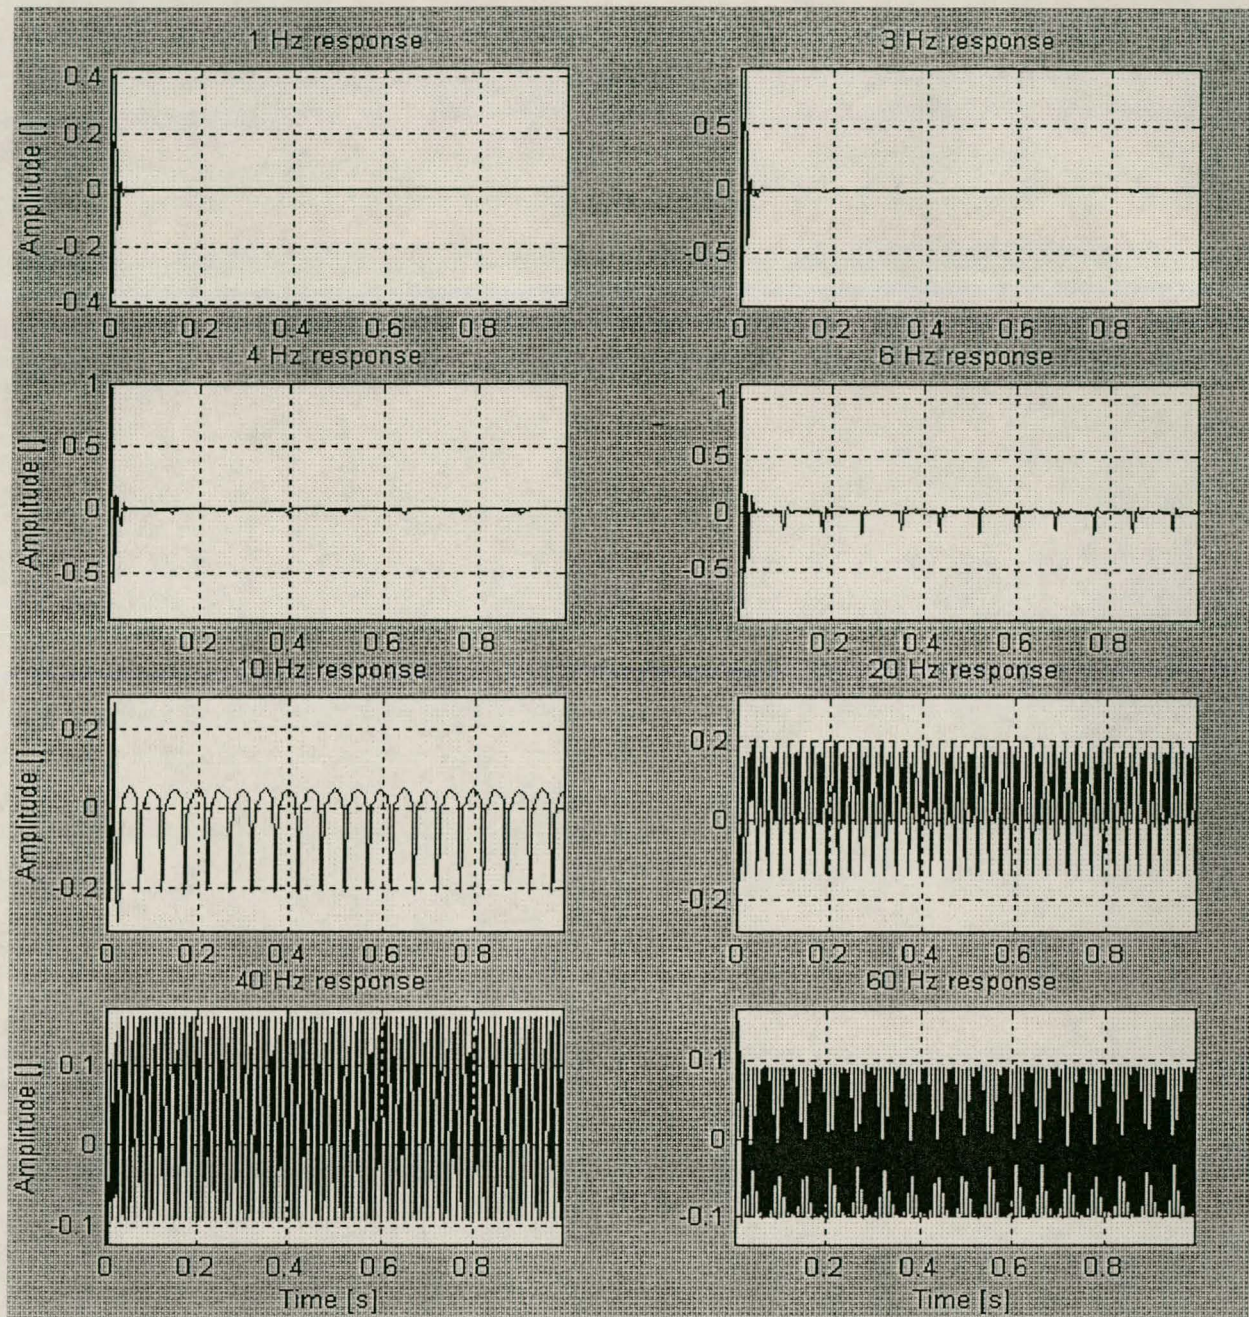 1 Hz response
3 Hz response
Amplitude []
0.4
0.2
0
-0.2
-0.4
0.5
0
-0.5
0 0.2 0.4 0.6 0.8
0 0.2 0.4 0.6 0.8
4 Hz response
6 Hz response
Amplitude []
1
0.5
0
-0.5
1
0.5
0
-0.5
0.2 0.4 0.6 0.8
0.2 0.4 0.6 0.8
10 Hz response
20 Hz response
Amplitude []
0.2
0
-0.2
0.2
0
-0.2
0 0.2 0.4 0.6 0.8
0 0.2 0.4 0.6 0.8
40 Hz response
60 Hz response
Amplitude []
0.1
0
-0.1
0.1
0
-0.1
0 0.2 0.4 0.6 0.8
0.2 0.4 0.6 0.8
Time [s]
Time [s]